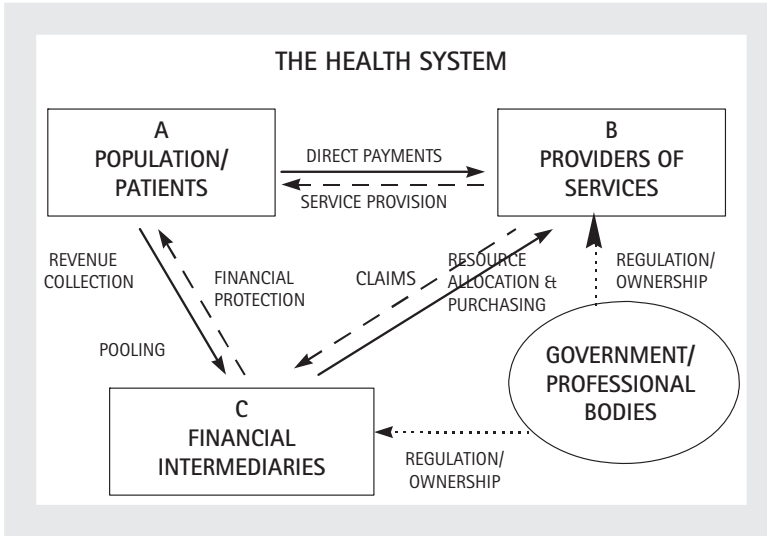 THE HEALTH SYSTEM
A
POPULATION/
PATIENTS
DIRECT PAYMENTS
SERVICE PROVISION
B
PROVIDERS OF
SERVICES
REVENUE
COLLECTION
FINANCIAL
PROTECTION
POOLING
CLAIMS
RESOURCE
ALLOCATION &
PURCHASING
REGULATION/
OWNERSHIP
GOVERNMENT/
PROFESSIONAL
BODIES
C
FINANCIAL
INTERMEDIARIES
REGULATION/
OWNERSHIP